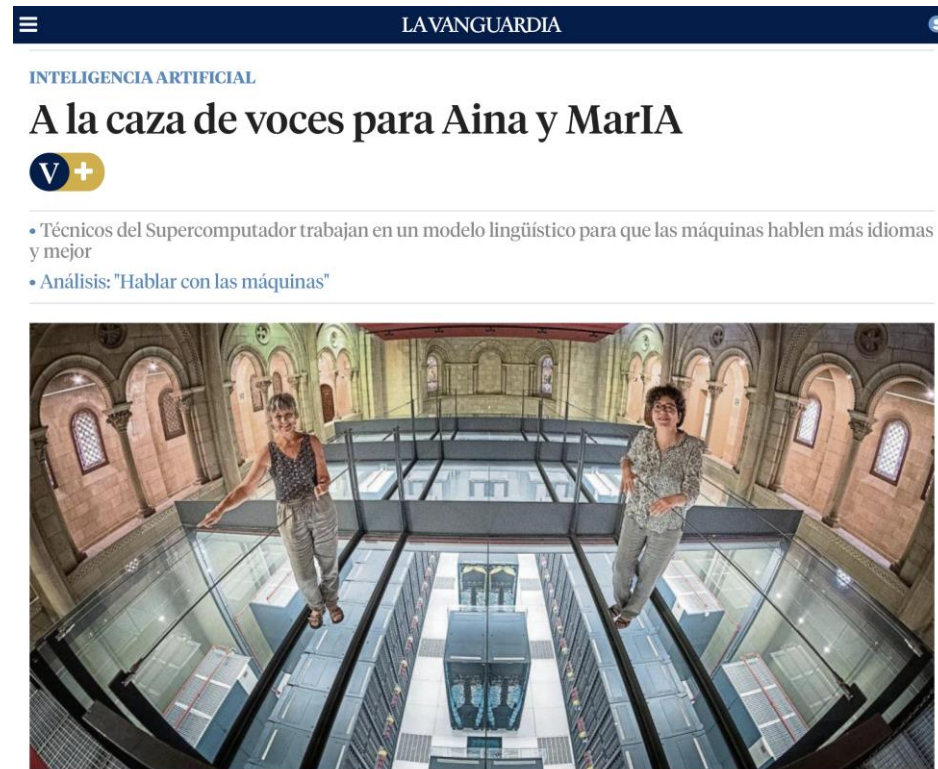 LA VANGUARDIA
INTELIGENCIA ARTIFICIAL
A la caza de voces para Aina y MarIA
V+
• Técnicos del Supercomputador trabajan en un modelo lingüístico para que las máquinas hablen más idiomas
y mejor
• Análisis: "Hablar con las máquinas"